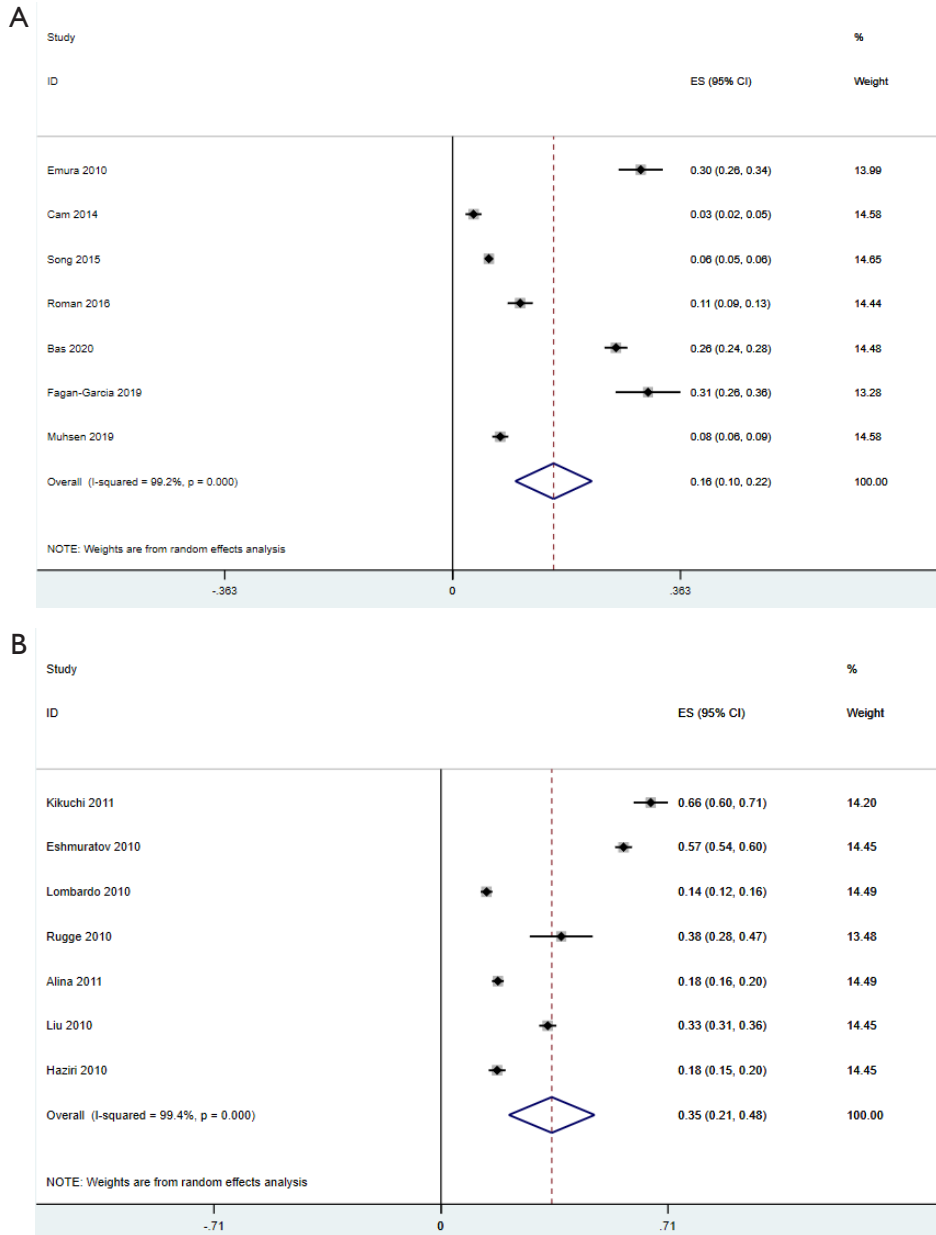 A
Study %
ID ES (95% CI) Weight
Emura 2010 0.30 (0.26, 0.34) 13.99
Cam 2014 0.03 (0.02, 0.05) 14.58
Song 2015 0.06 (0.05, 0.06) 14.65
Roman 2016 0.11 (0.09, 0.13) 14.44
Bas 2020 0.26 (0.24, 0.28) 14.48
Fagan-Garcia 2019 0.31 (0.26, 0.36) 13.28
Muhsen 2019 0.08 (0.06, 0.09) 14.58
Overall (I-squared = 99.2%, p = 0.000) 0.16 (0.10, 0.22) 100.00
NOTE: Weights are from random effects analysis
-.363 0 .363
B
Study %
ID ES (95% CI) Weight
Kikuchi 2011 0.66 (0.60, 0.71) 14.20
Eshmuratov 2010 0.57 (0.54, 0.60) 14.45
Lombardo 2010 0.14 (0.12, 0.16) 14.49
Rugge 2010 0.38 (0.28, 0.47) 13.48
Alina 2011 0.18 (0.16, 0.20) 14.49
Liu 2010 0.33 (0.31, 0.36) 14.45
Haziri 2010 0.18 (0.15, 0.20) 14.45
Overall (I-squared = 99.4%, p = 0.000) 0.35 (0.21, 0.48) 100.00
NOTE: Weights are from random effects analysis
-.71 0 .71